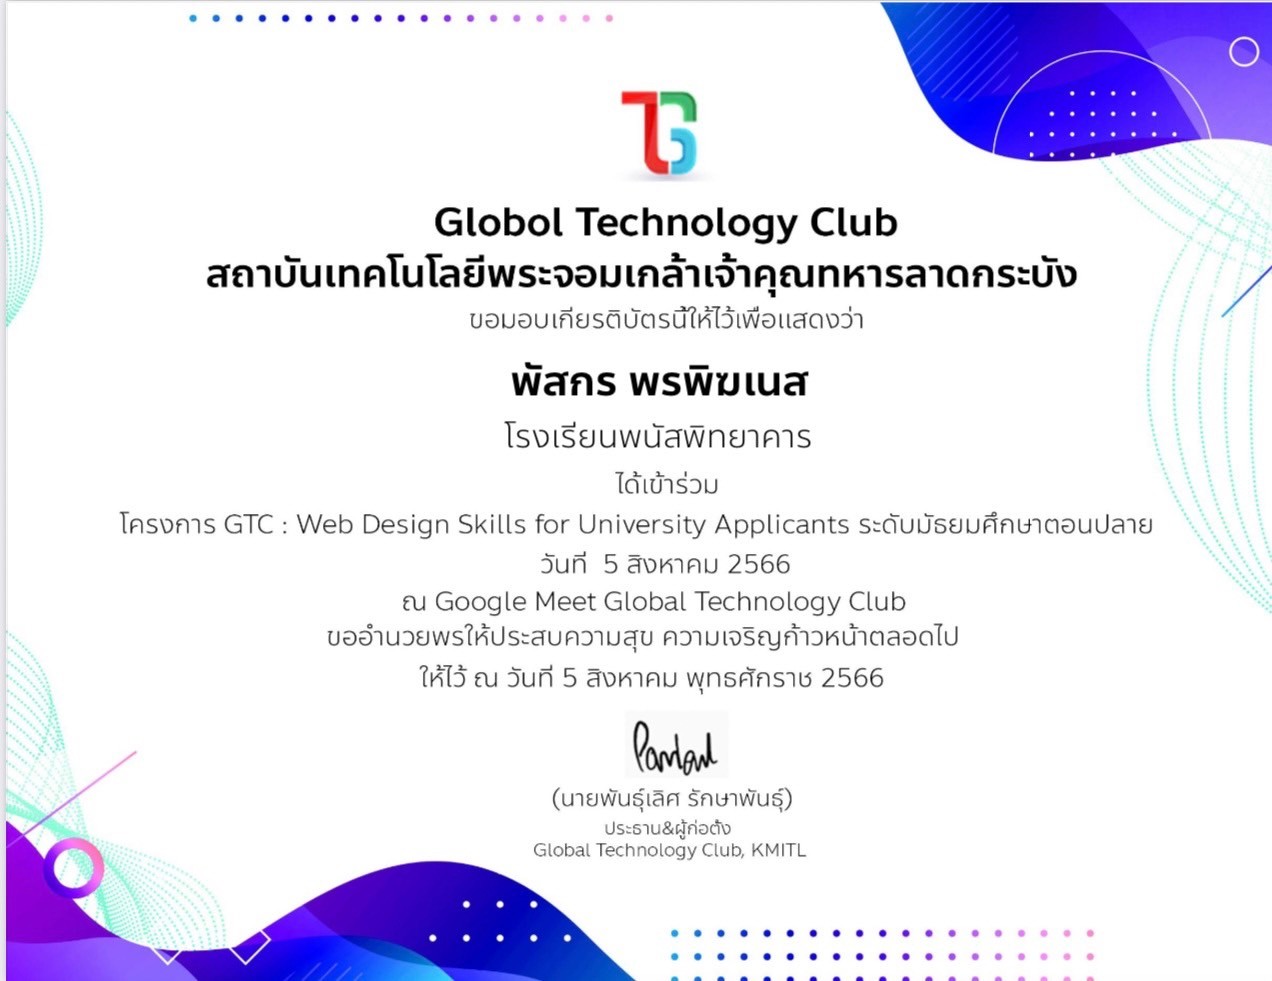 TG
Globol Technology Club
สถาบันเทคโนโลยีพระจอมเกล้าเจ้าคุณทหารลาดกระบัง
ขอมอบเกียรติบัตรนี้ให้ไว้เพื่อแสดงว่า
พัสกร พรพิฆเนส
โรงเรียนพนัสพิทยาคาร
ได้เข้าร่วม
โครงการ GTC : Web Design Skills for University Applicants ระดับมัธยมศึกษาตอนปลาย
วันที่ 5 สิงหาคม 2566
ณ Google Meet Global Technology Club
ขออำนวยพรให้ประสบความสุข ความเจริญก้าวหน้าตลอดไป
ให้ไว้ ณ วันที่ 5 สิงหาคม พุทธศักราช 2566
(นายพันธุ์เลิศ รักษาพันธุ์)
ประธาน&ผู้ก่อตั้ง
Global Technology Club, KMITL